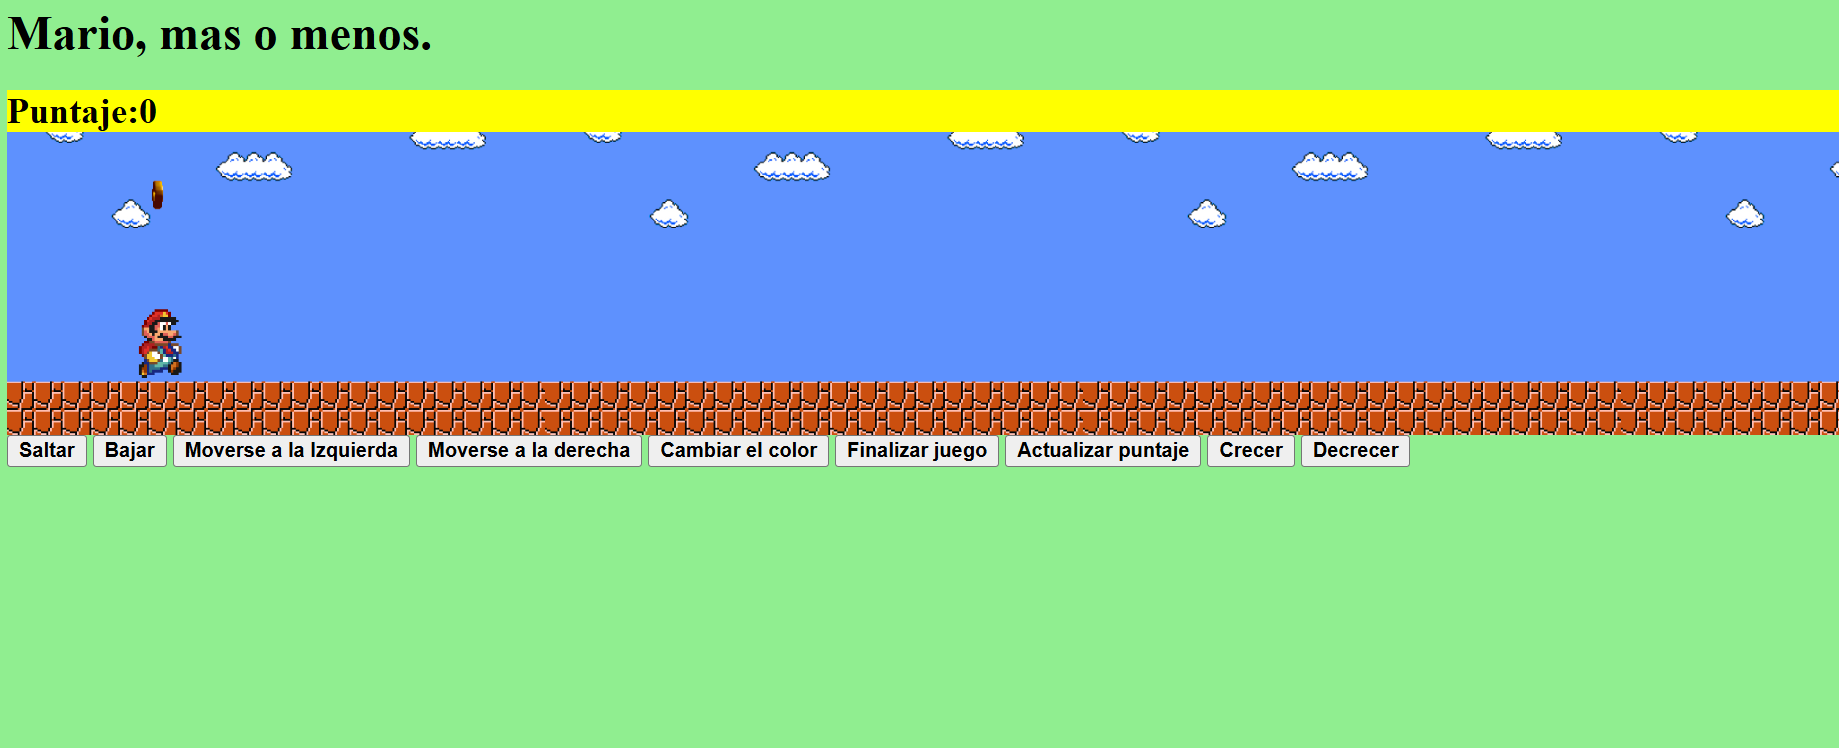 Mario, mas o menos.
Puntaje:0
Saltar Bajar Moverse a la Izquierda Moverse a la derecha Cambiar el color Finalizar juego Actualizar puntaje Crecer Decrecer